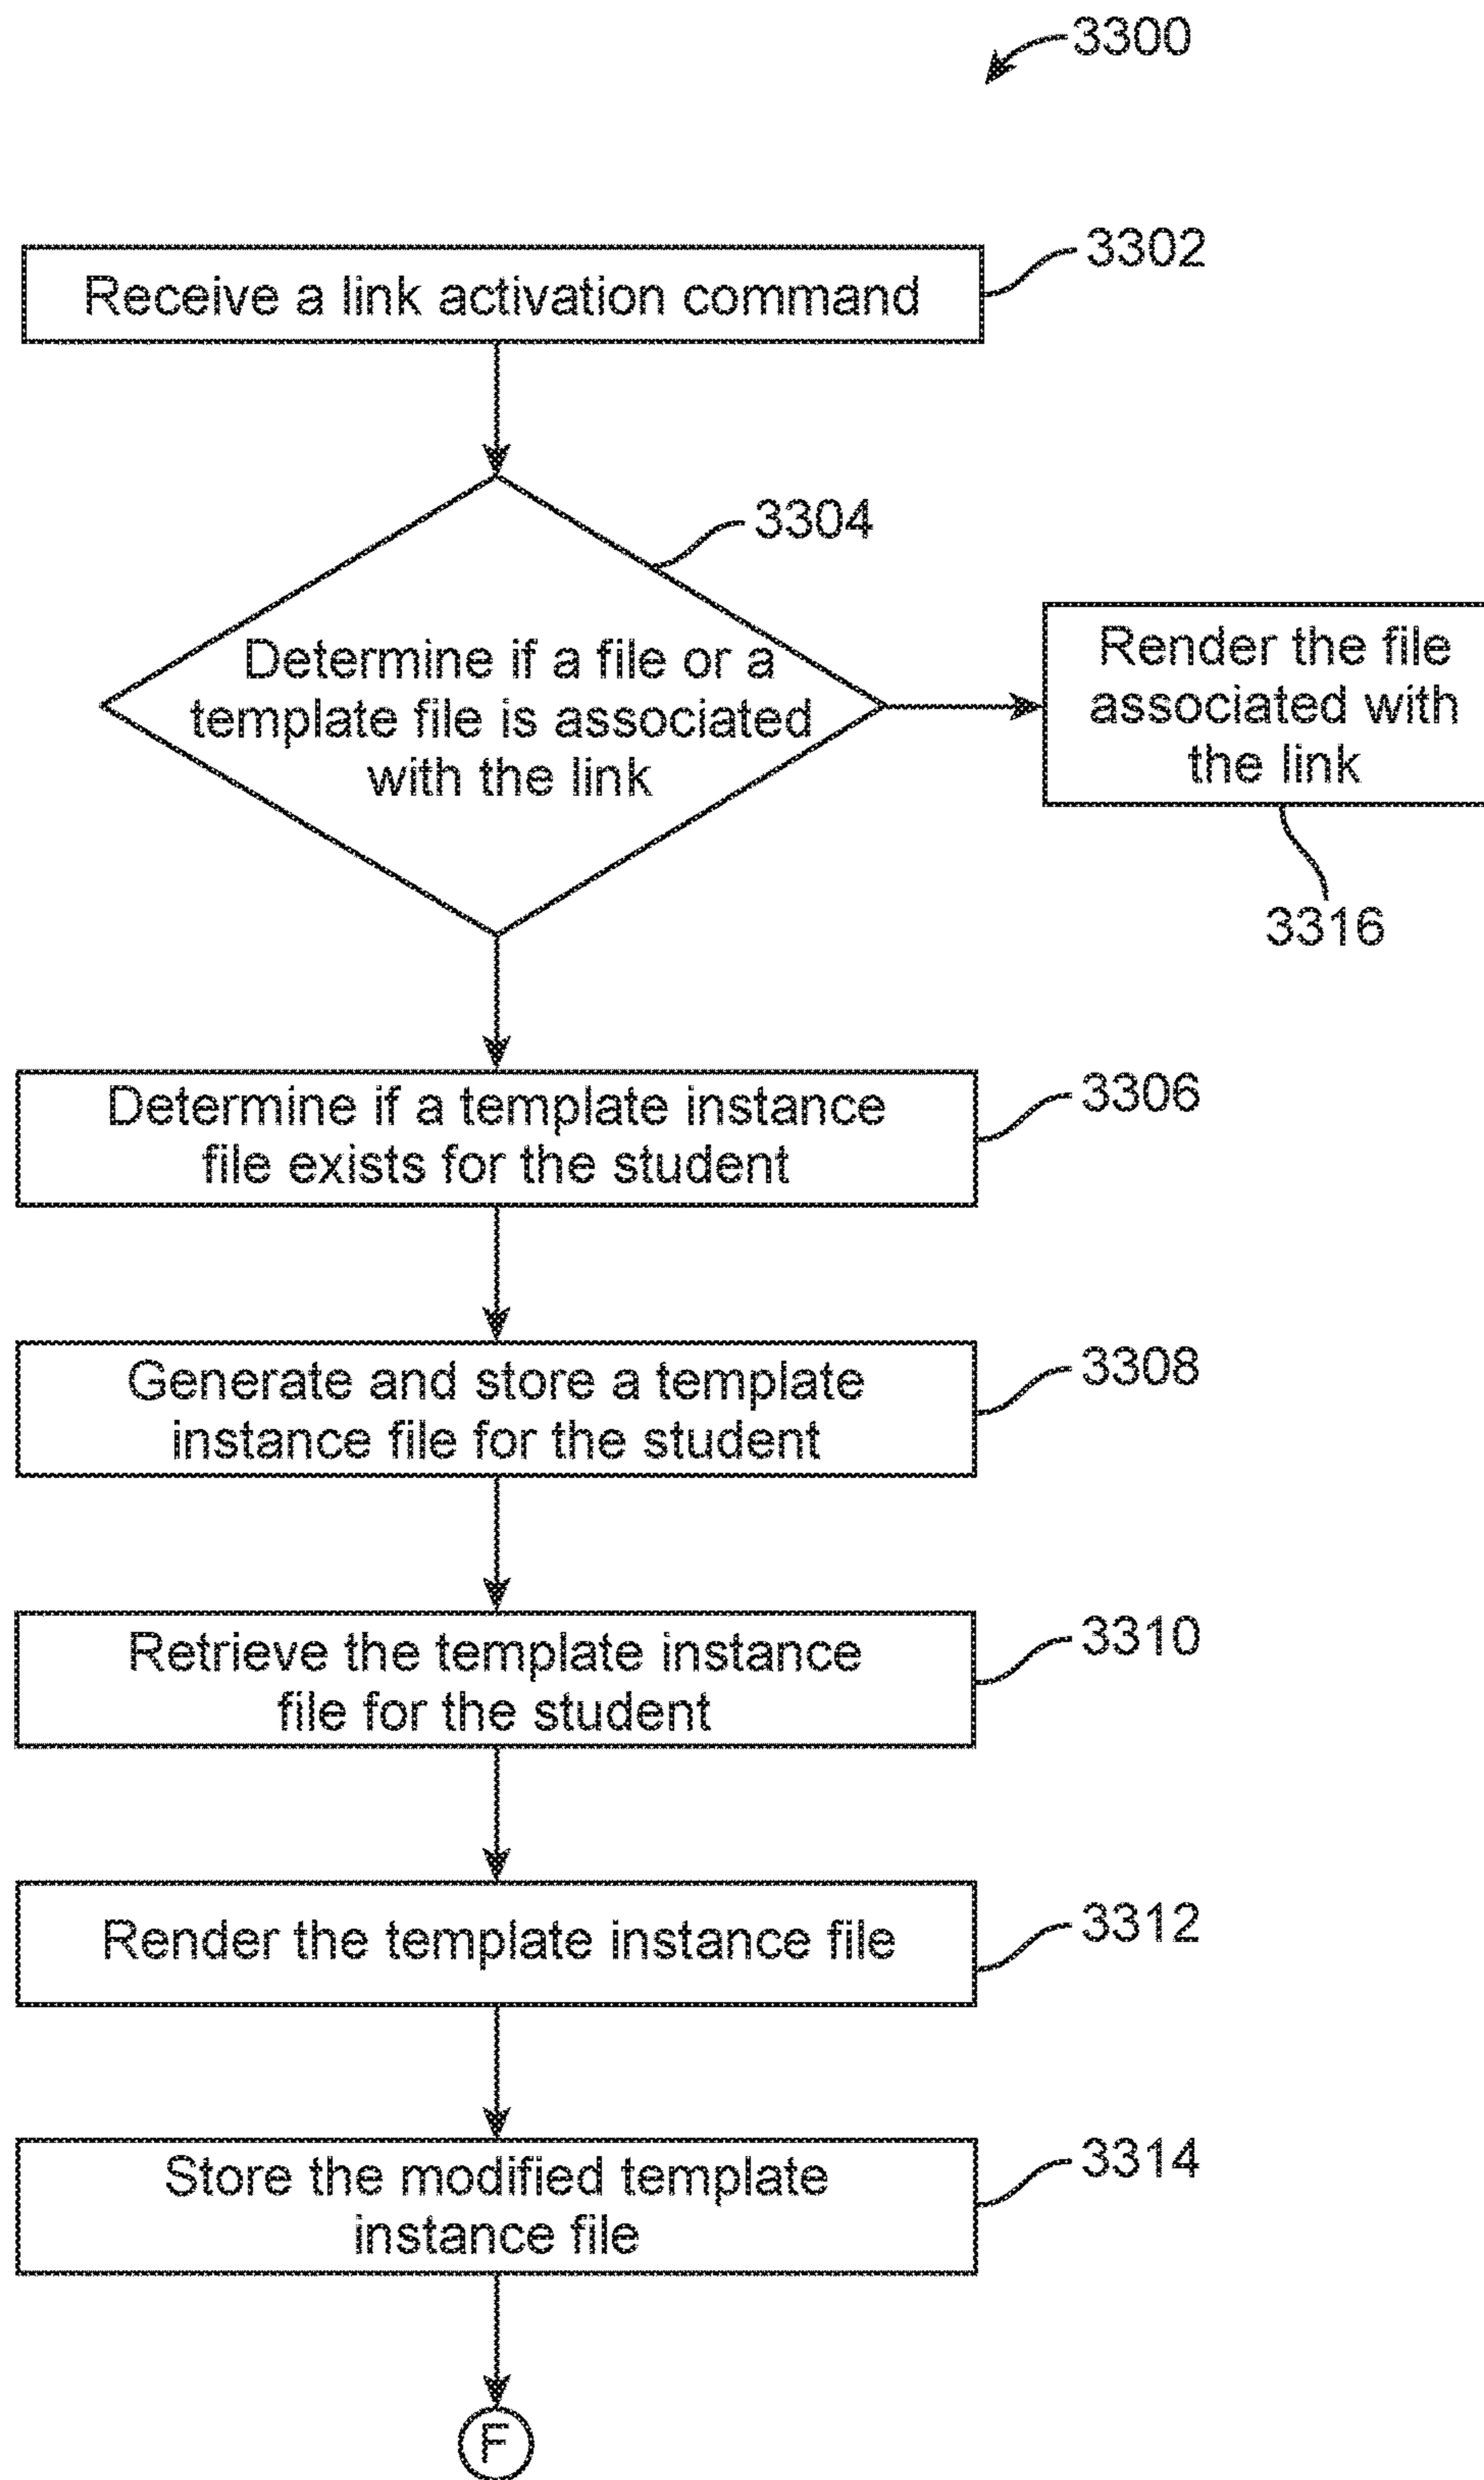 3300
Receive a link activation command
3302
3304
Determine if a file or a
template file is associated
with the link
Render the file
associated with
the link
3316
Determine if a template instance
file exists for the student
3306
Generate and store a template
instance file for the student
3308
Retrieve the template instance
file for the student
3310
Render the template instance file
3312
Store the modified template
instance file
3314
F